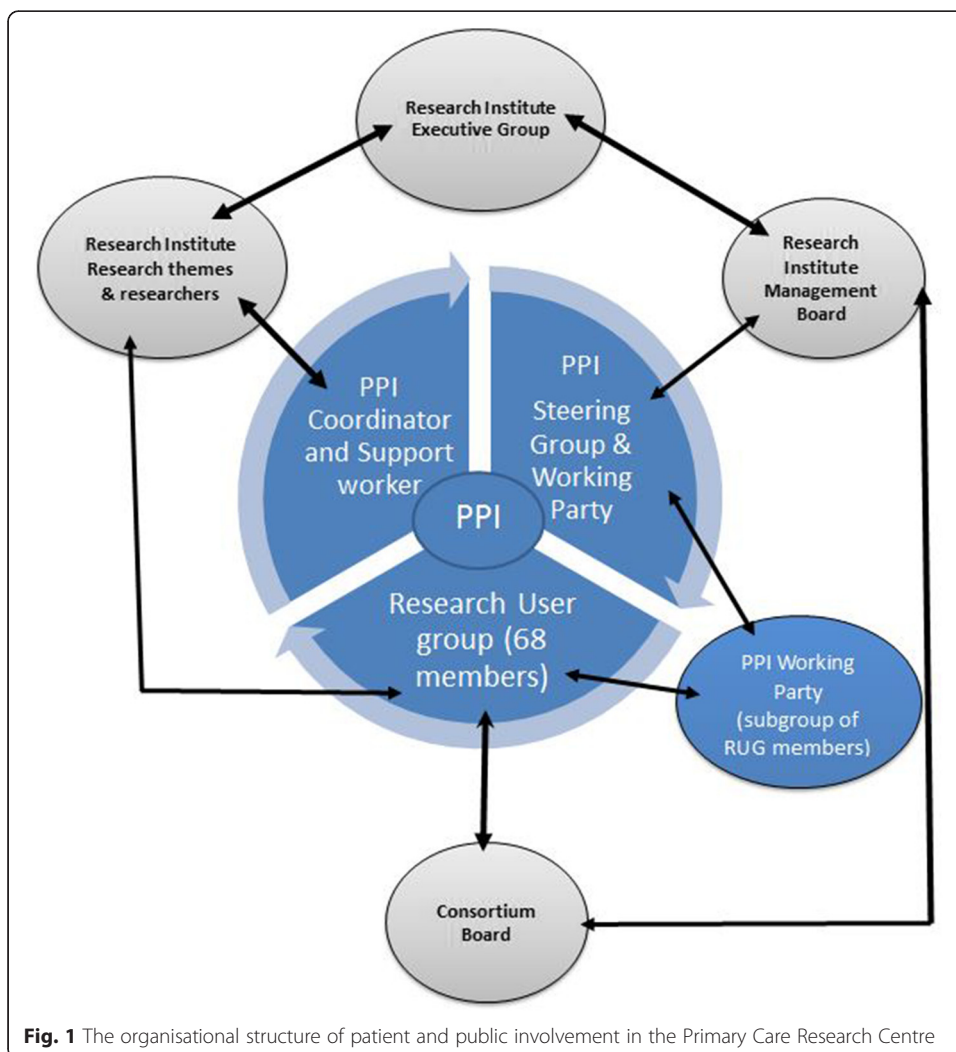 Research Institute
Executive Group
Research Institute
Research themes
& researchers
Research
Institute
Management
Board
PPI
Coordinator
and Support
worker
PPI
Steering
Group &
Working
Party
PPI
Research User
group (68
members)
PPI Working
Party
(subgroup of
RUG members)
Consortium
Board
Fig. 1 The organisational structure of patient and public involvement in the Primary Care Research Centre